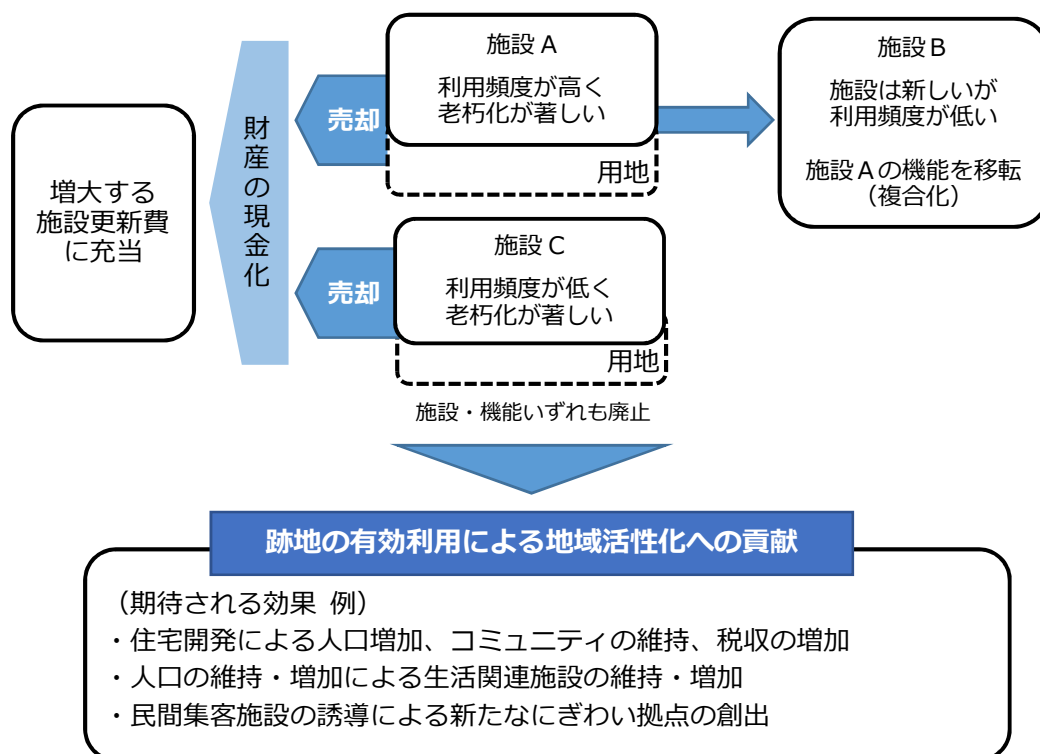 施設A
利用頻度が高く
老朽化が著しい
用地
売却
施設B
施設は新しいが
利用頻度が低い
施設Aの機能を移転
(複合化)
財産の現金化
増大する
施設更新費
に充当
施設C
利用頻度が低く
老朽化が著しい
用地
売却
施設・機能いずれも廃止
跡地の有効利用による地域活性化への貢献
(期待される効果 例)
・住宅開発による人口増加、コミュニティの維持、税収の増加
・人口の維持・増加による生活関連施設の維持・増加
・民間集客施設の誘導による新たなにぎわい拠点の創出